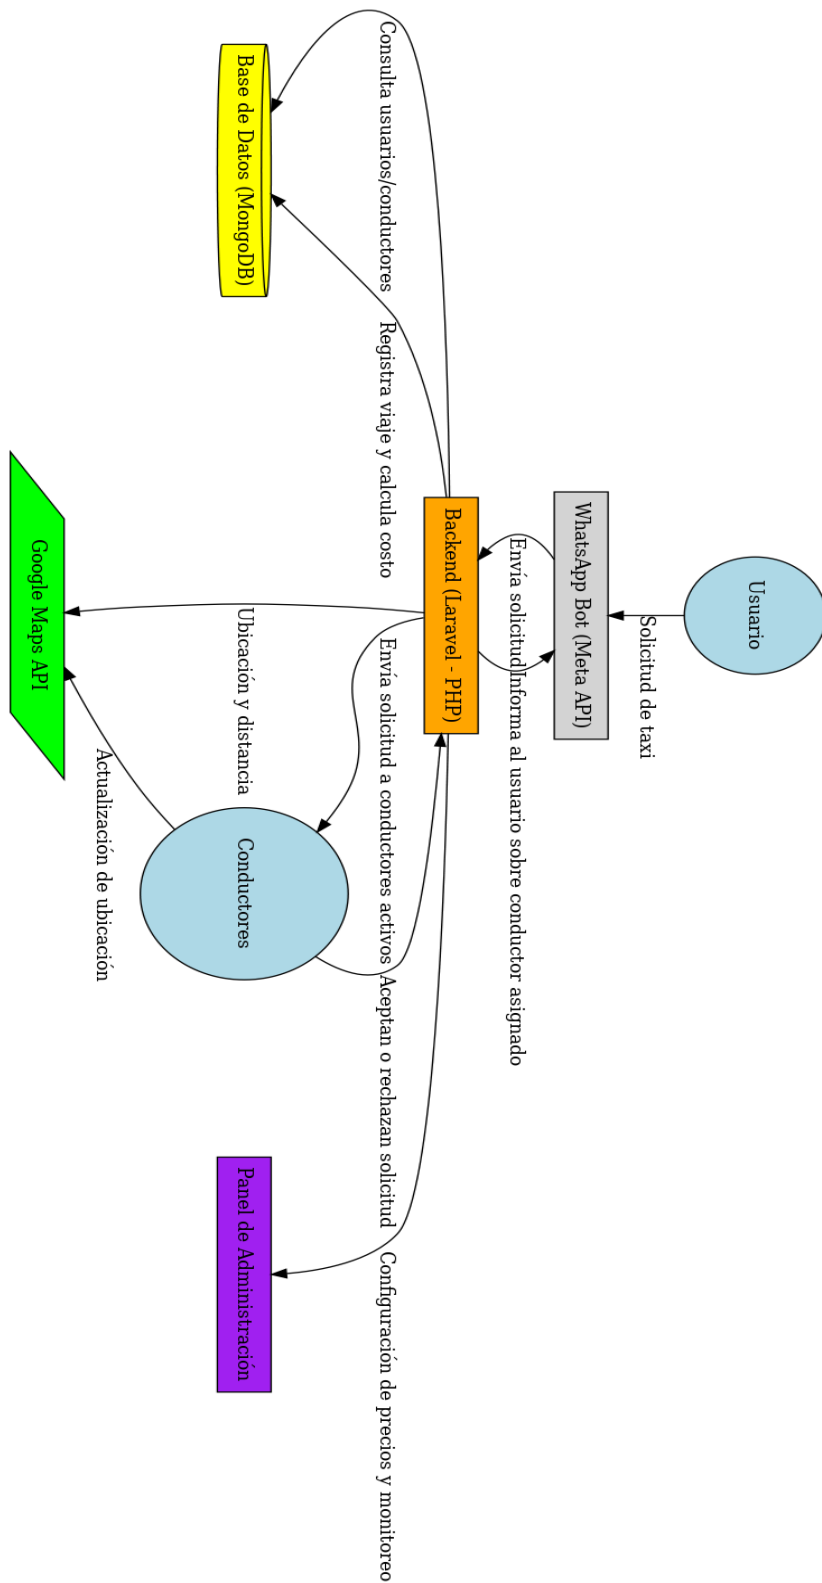 Usuario
Solicitud de taxi
WhatsApp Bot (Meta API)
Envía solicitud
Informa al usuario sobre conductor asignado
Backend (Laravel - PHP)
Consulta usuarios/conductores
Registra viaje y calcula costo
Envía solicitud a conductores activos
Aceptan o rechazan solicitud
Configuración de precios y monitoreo
Base de Datos (MongoDB)
Ubicación y distancia
Conductores
Panel de Administración
Actualización de ubicación
Google Maps API